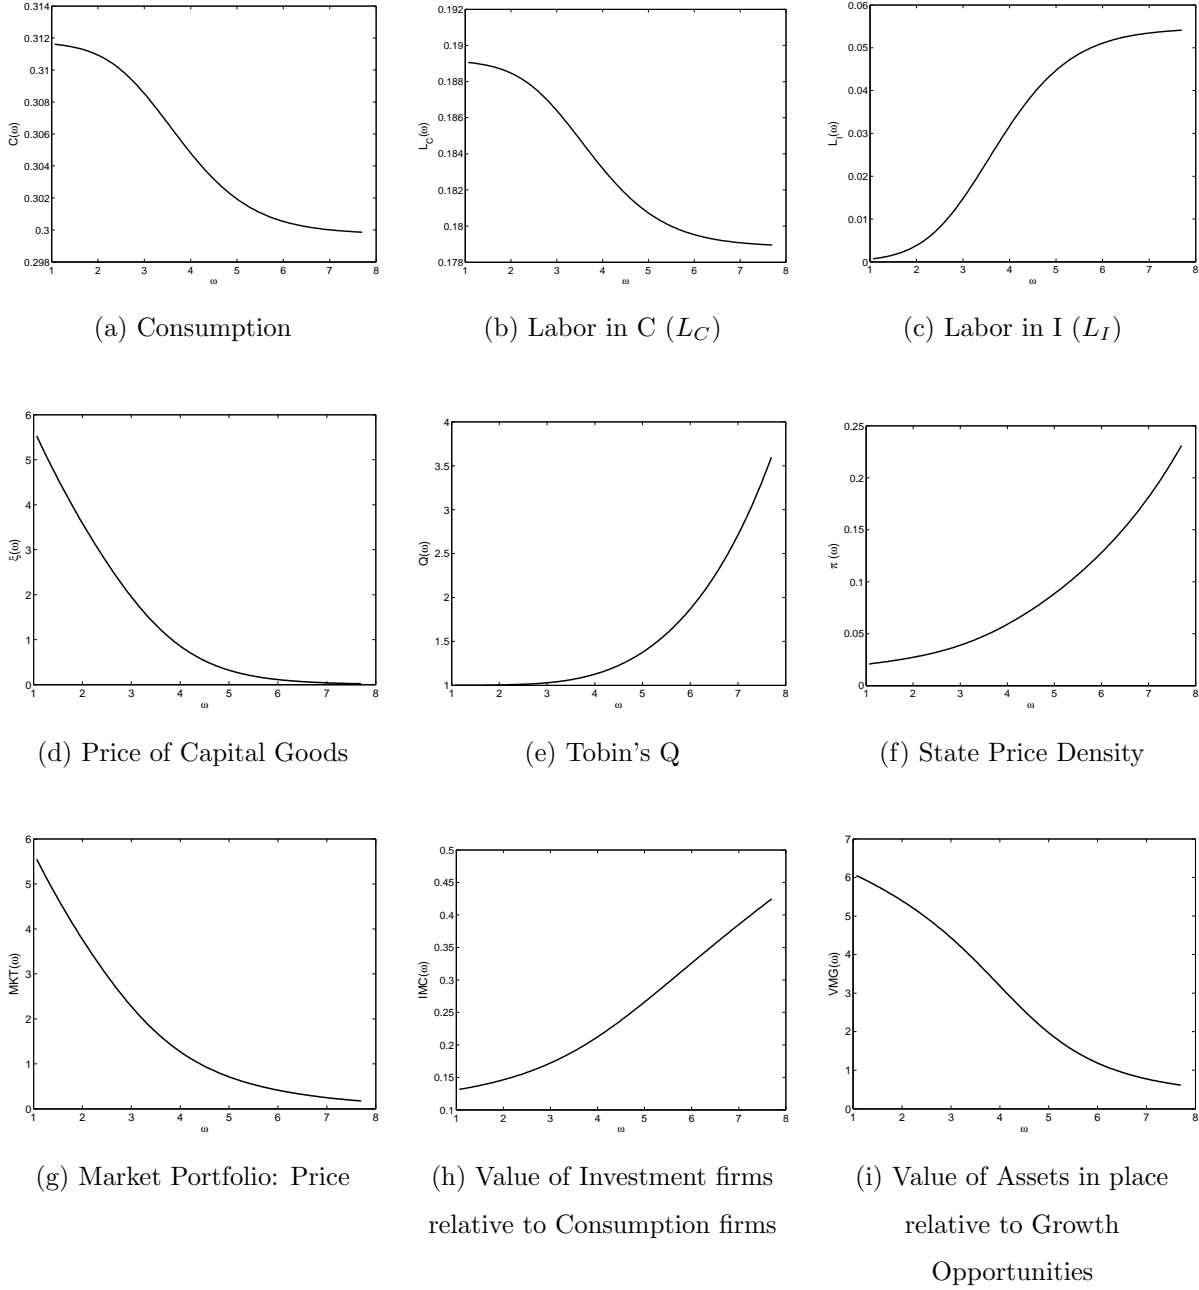 0.314
0.312
0.31
0.308
0.306
0.304
0.302
0.3
0.298
C(ω)
1 2 3 4 5 6 7 8
ω
(a) Consumption
0.192
0.19
0.188
0.186
0.184
0.182
0.18
0.178
L_C(ω)
1 2 3 4 5 6 7 8
ω
(b) Labor in C (L_C)
0.06
0.05
0.04
0.03
0.02
0.01
0
L_I(ω)
1 2 3 4 5 6 7 8
ω
(c) Labor in I (L_I)
6
5
4
3
2
1
0
ξ(ω)
1 2 3 4 5 6 7 8
ω
(d) Price of Capital Goods
4
3.5
3
2.5
2
1.5
1
Q(ω)
1 2 3 4 5 6 7 8
ω
(e) Tobin's Q
0.25
0.2
0.15
0.1
0.05
0
π (ω)
1 2 3 4 5 6 7 8
ω
(f) State Price Density
6
5
4
3
2
1
0
MKT(ω)
1 2 3 4 5 6 7 8
ω
(g) Market Portfolio: Price
0.5
0.45
0.4
0.35
0.3
0.25
0.2
0.15
0.1
IMC(ω)
1 2 3 4 5 6 7 8
ω
(h) Value of Investment firms
relative to Consumption firms
7
6
5
4
3
2
1
0
VMG(ω)
1 2 3 4 5 6 7 8
ω
(i) Value of Assets in place
relative to Growth
Opportunities